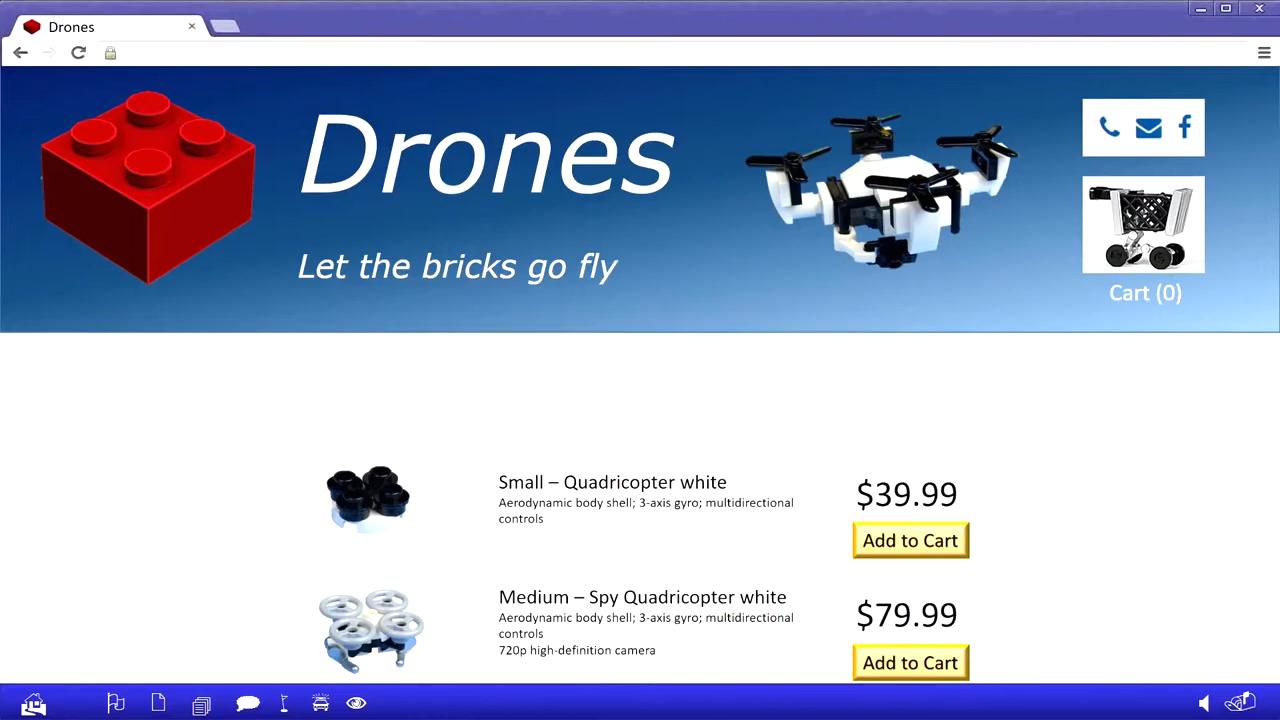 Drones
Drones
Let the bricks go fly
Cart (0)
Small – Quadricopter white
Aerodynamic body shell; 3-axis gyro; multidirectional
controls
$39.99
Add to Cart
Medium – Spy Quadricopter white
Aerodynamic body shell; 3-axis gyro; multidirectional
controls
720p high-definition camera
$79.99
Add to Cart